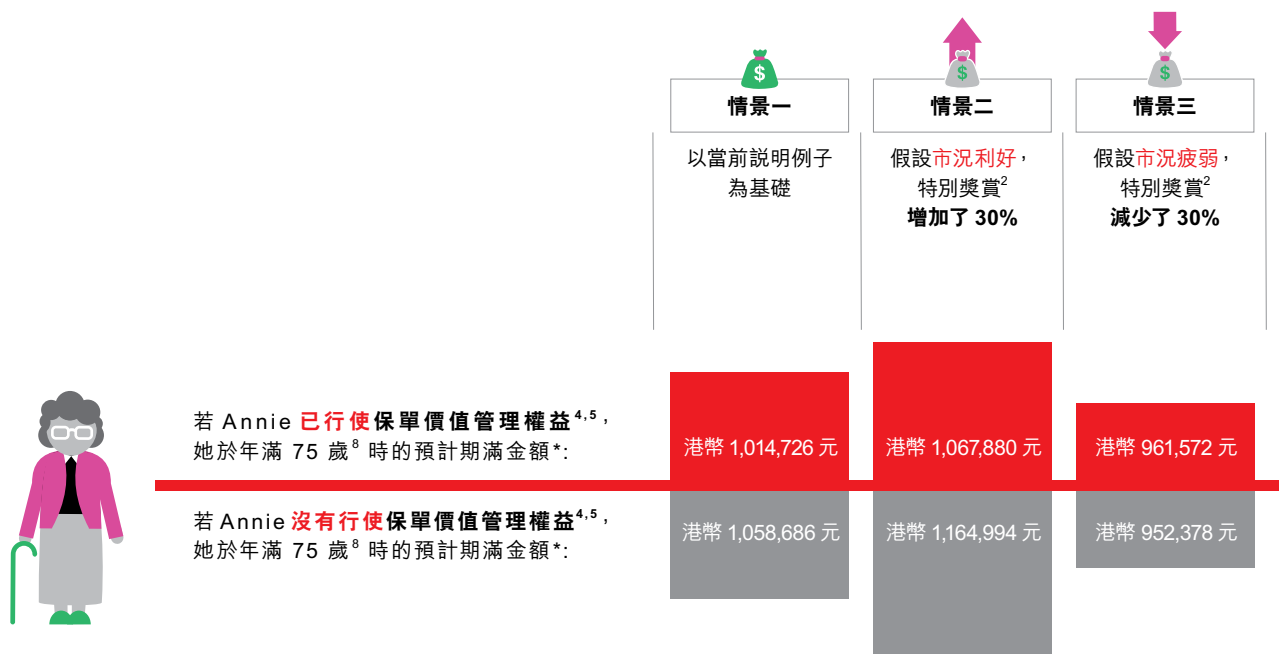 $
$
$
情景一
情景二
情景三
以當前説明例子
為基礎
假設市況利好，
特別獎賞2
增加了 30%
假設市況疲弱，
特別獎賞2
減少了 30%
若 Annie 已行使保單價值管理權益4,5，
她於年滿 75 歲8 時的預計期滿金額*:
港幣 1,014,726 元
港幣 1,067,880 元
港幣 961,572 元
若 Annie 沒有行使保單價值管理權益4,5，
她於年滿 75 歲8 時的預計期滿金額*:
港幣 1,058,686 元
港幣 1,164,994 元
港幣 952,378 元